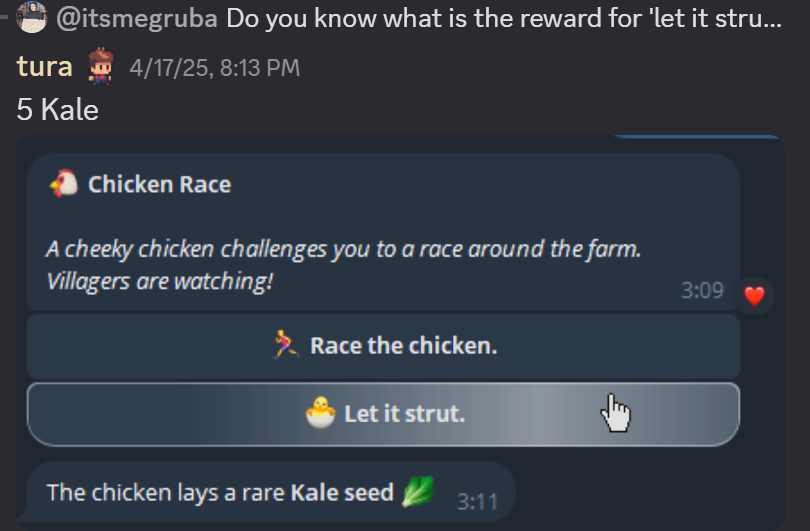 @itsmegruba Do you know what is the reward for 'let it stru...
tura 4/17/25, 8:13 PM
5 Kale
Chicken Race
A cheeky chicken challenges you to a race around the farm.
Villagers are watching!
3:09
Race the chicken.
Let it strut.
The chicken lays a rare Kale seed 3:11